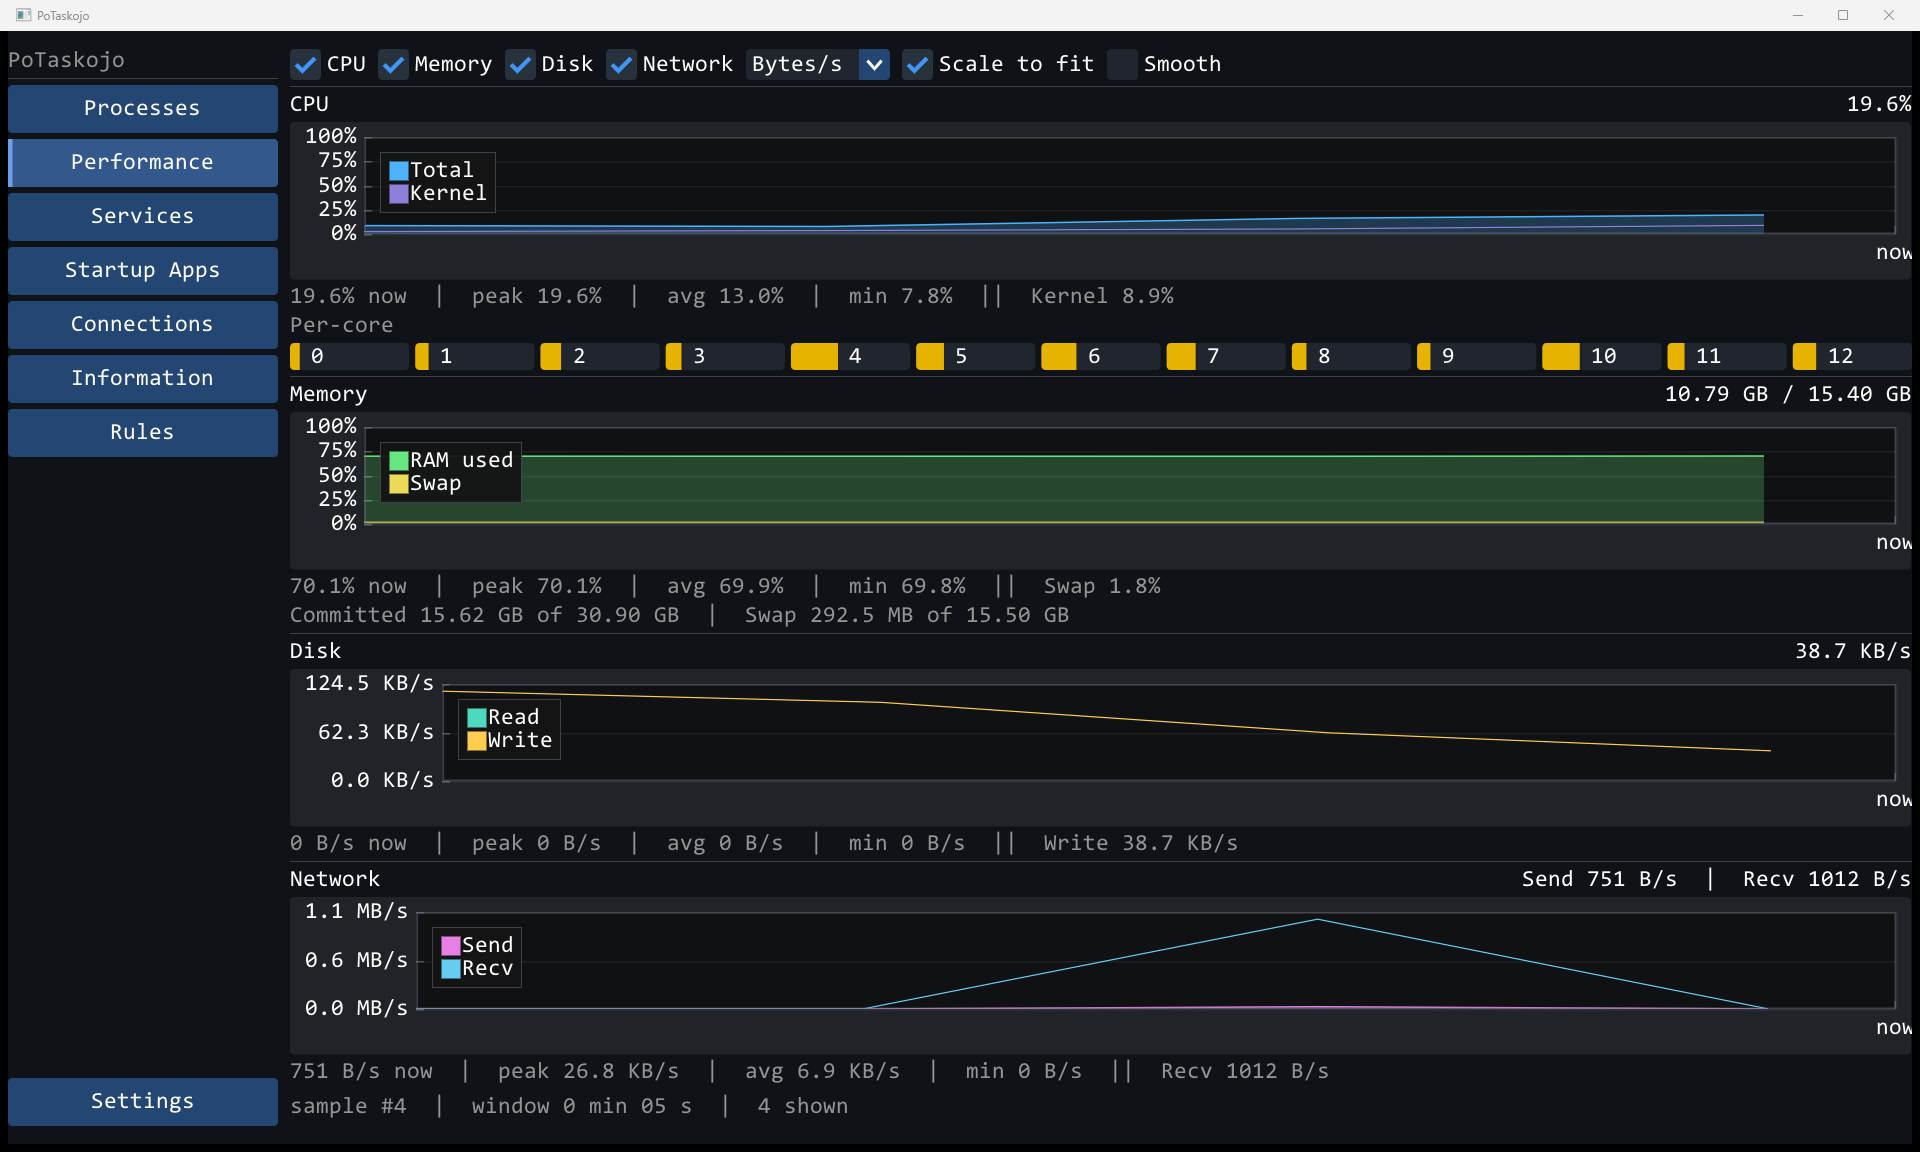 PoTaskojo
PoTaskojo
Processes
Performance
Services
Startup Apps
Connections
Information
Rules
Settings
CPU Memory Disk Network Bytes/s Scale to fit Smooth
CPU 19.6%
100%
75%
50%
25%
0%
Total
Kernel
now
19.6% now | peak 19.6% | avg 13.0% | min 7.8% || Kernel 8.9%
Per-core
0 1 2 3 4 5 6 7 8 9 10 11 12
Memory 10.79 GB / 15.40 GB
100%
75%
50%
25%
0%
RAM used
Swap
now
70.1% now | peak 70.1% | avg 69.9% | min 69.8% || Swap 1.8%
Committed 15.62 GB of 30.90 GB | Swap 292.5 MB of 15.50 GB
Disk 38.7 KB/s
124.5 KB/s
62.3 KB/s
0.0 KB/s
Read
Write
now
0 B/s now | peak 0 B/s | avg 0 B/s | min 0 B/s || Write 38.7 KB/s
Network Send 751 B/s | Recv 1012 B/s
1.1 MB/s
0.6 MB/s
0.0 MB/s
Send
Recv
now
751 B/s now | peak 26.8 KB/s | avg 6.9 KB/s | min 0 B/s || Recv 1012 B/s
sample #4 | window 0 min 05 s | 4 shown